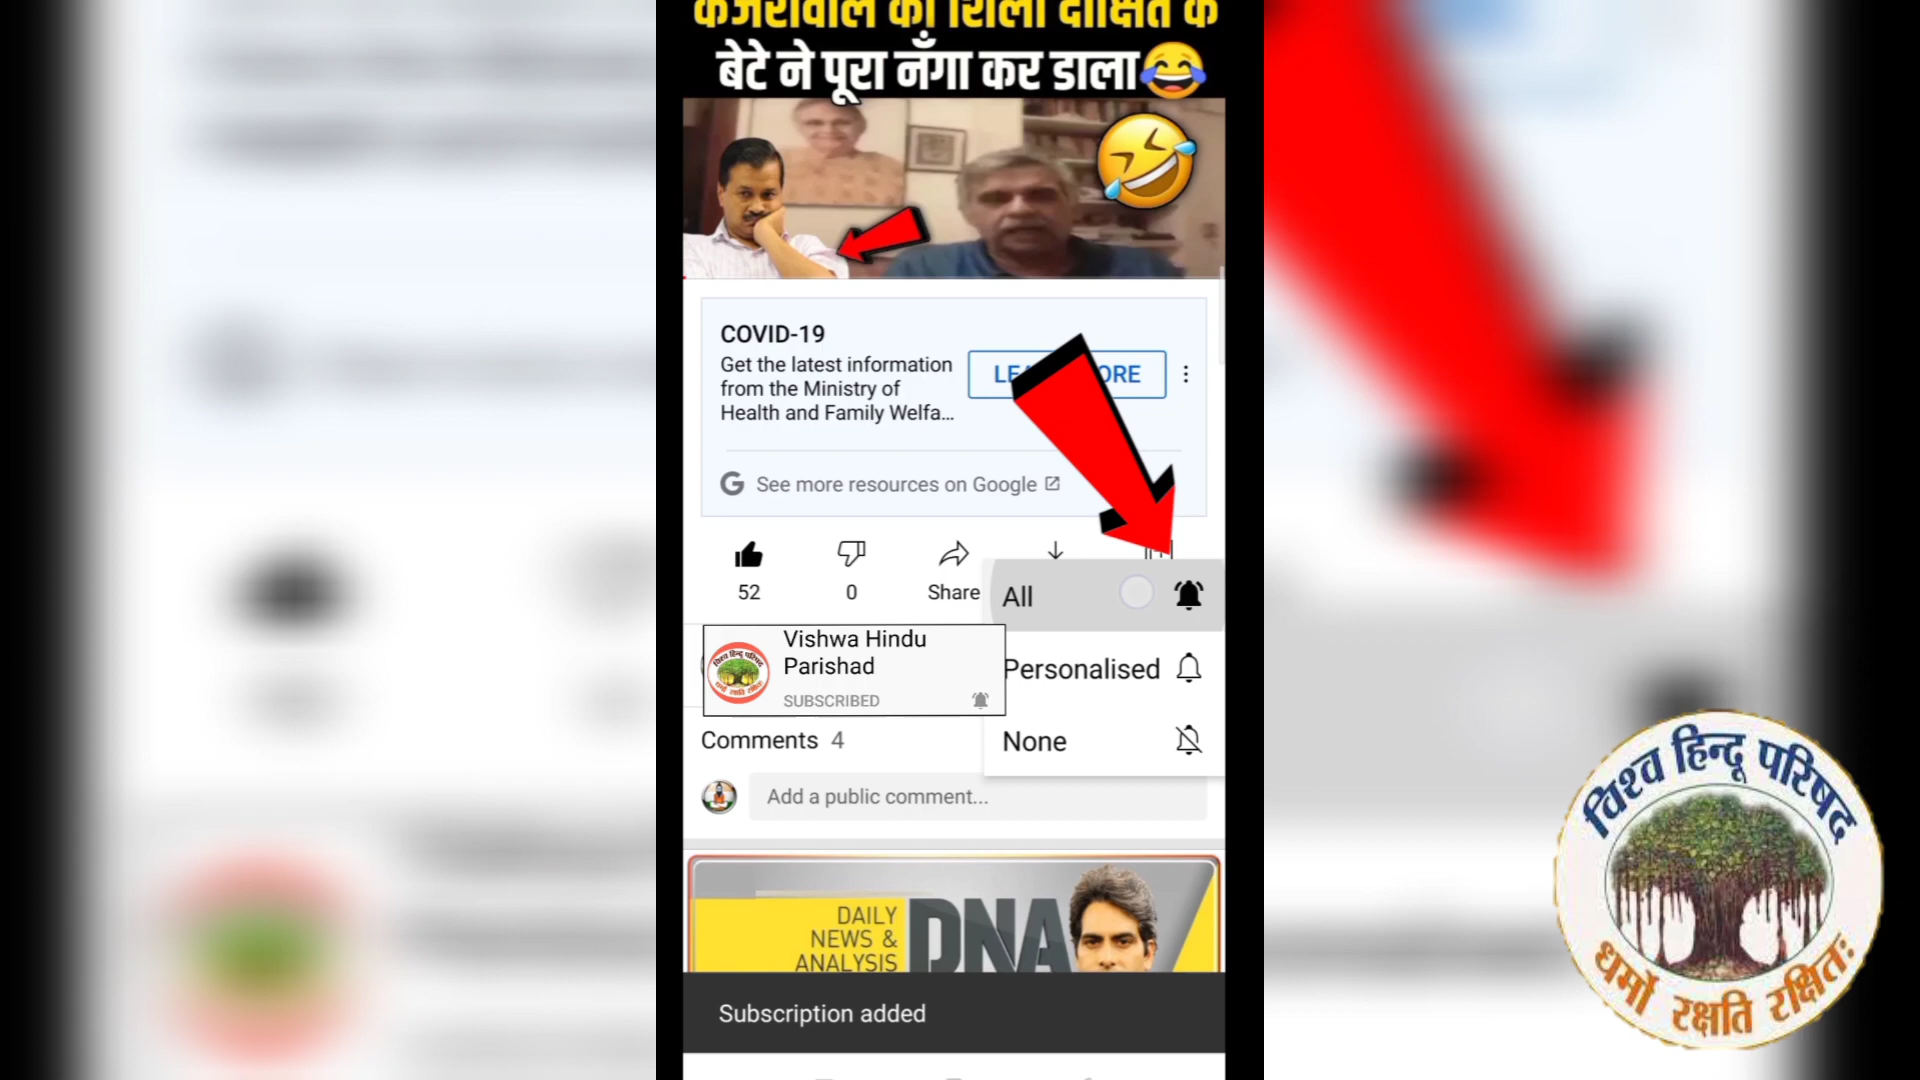 केजरीवाल को शिला दीक्षित के
बेटे ने पूरा नँगा कर डाला
COVID-19
Get the latest information
from the Ministry of
Health and Family Welfa...
See more resources on Google
52
0
Share
All
Vishwa Hindu
Parishad
SUBSCRIBED
Personalised
None
Comments 4
Add a public comment...
DAILY
NEWS &
ANALYSIS
DNA
Subscription added
विश्व हिन्दू परिषद
धर्मो रक्षति रक्षितः